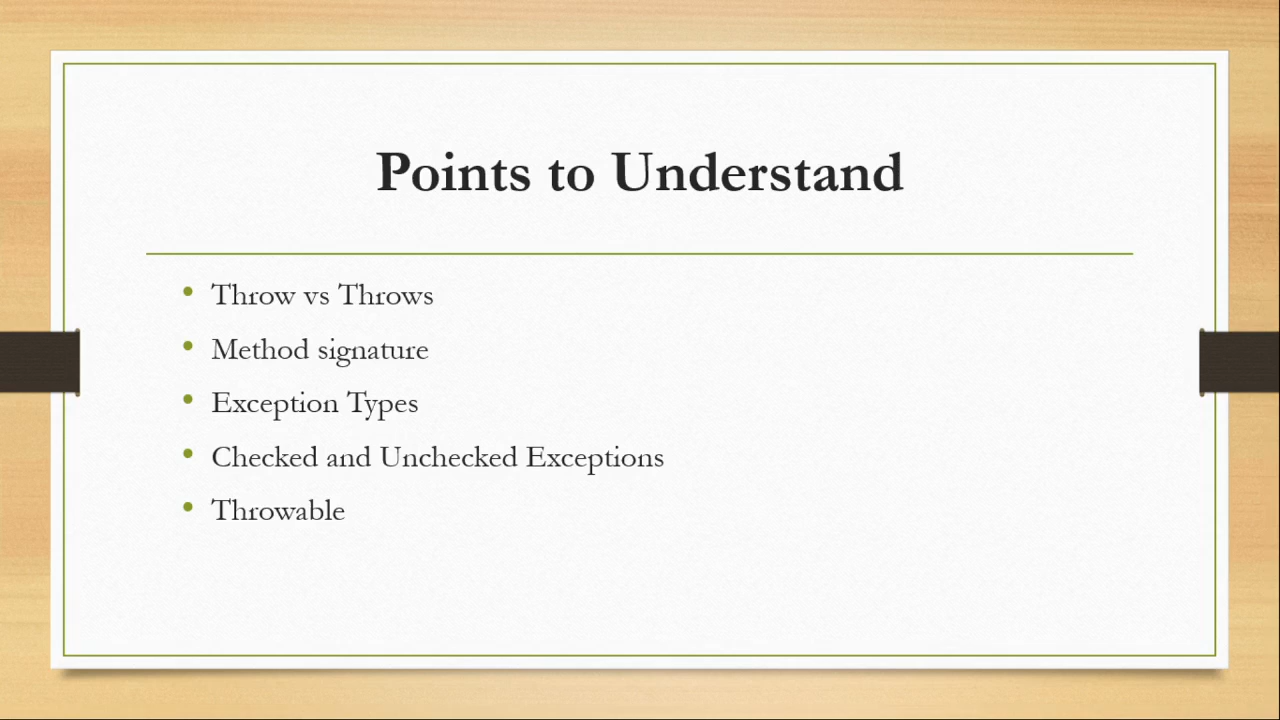 Points to Understand
• Throw vs Throws
• Method signature
• Exception Types
• Checked and Unchecked Exceptions
• Throwable